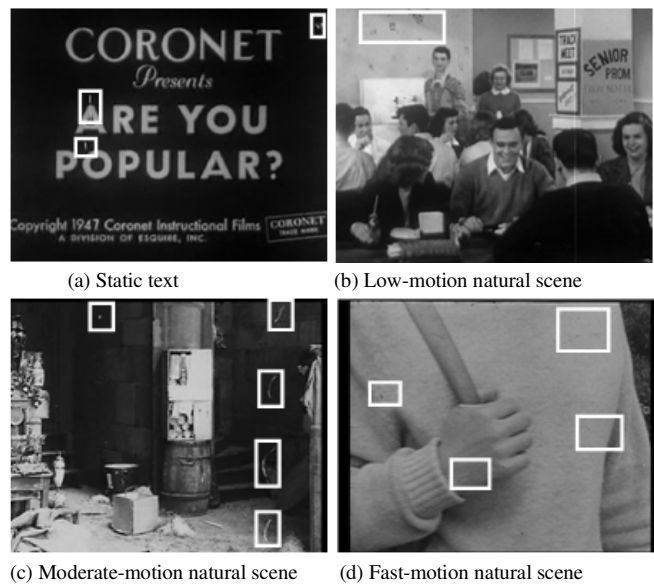 CORONET
Presents
ARE YOU
POPULAR?
Copyright 1947 Coronet Instructional Films
A DIVISION OF ESQUIRE, INC.
CORONET
TRADE MARK
TRACK
MEET
SENIOR
PROM
(a) Static text
(b) Low-motion natural scene
(c) Moderate-motion natural scene
(d) Fast-motion natural scene